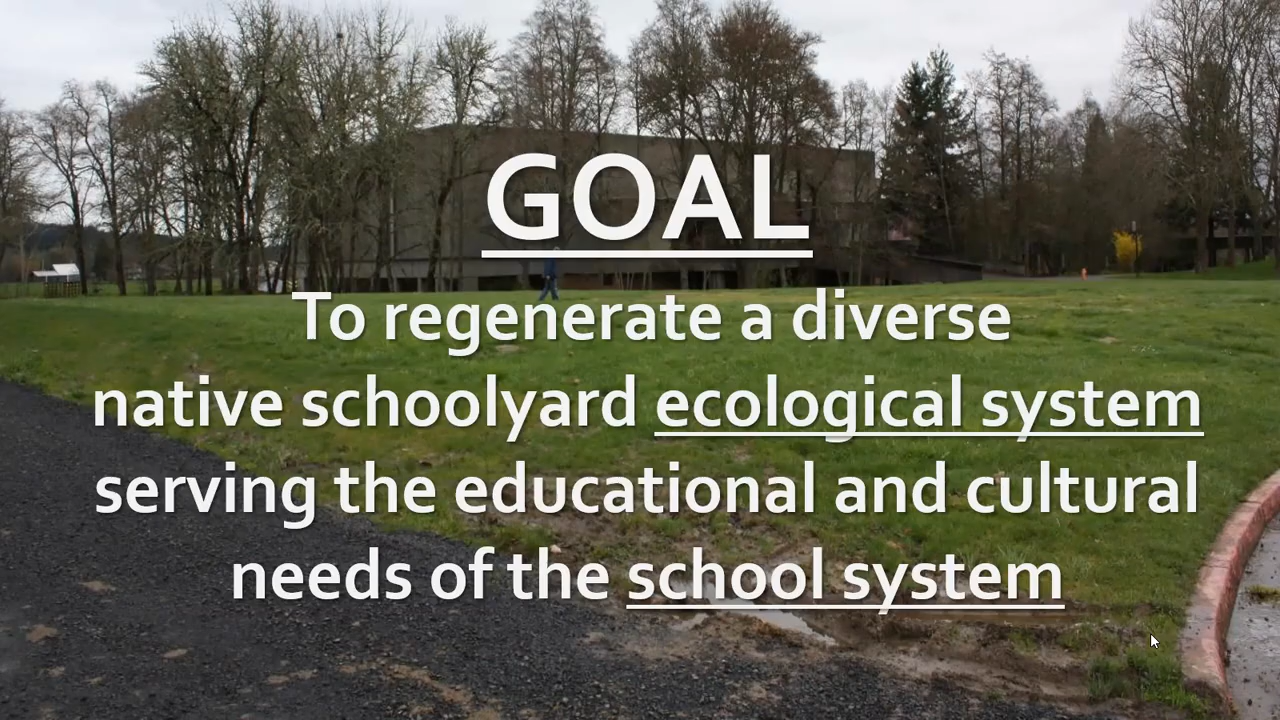 GOAL
To regenerate a diverse
native schoolyard ecological system
serving the educational and cultural
needs of the school system